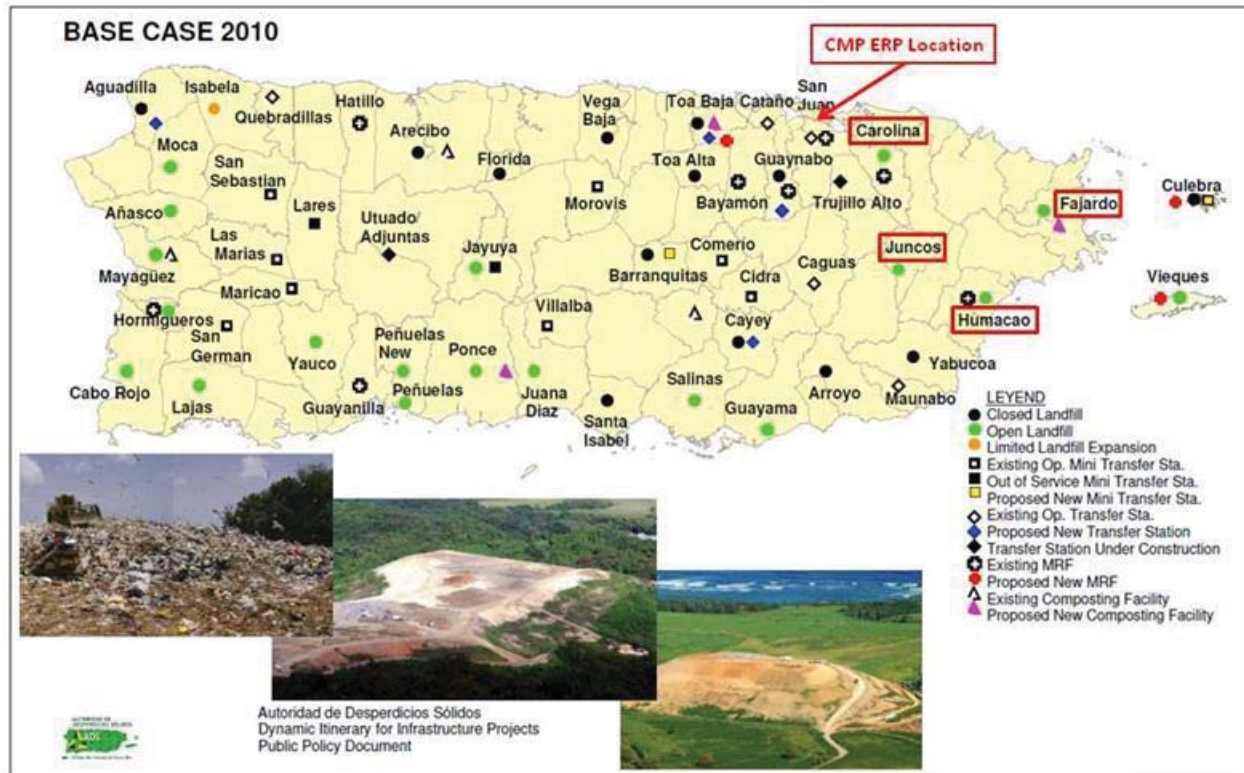 BASE CASE 2010
CMP ERP Location
Aguadilla
Isabela
Quebradillas
Hatillo
Arecibo
Vega
Baja
Toa Baja
Cataño
San
Juan
Carolina
Moca
San
Sebastian
Florida
Toa Alta
Guaynabo
Culebra
Añasco
Lares
Utuado/
Adjuntas
Morovis
Bayamón
Trujillo Alto
Fajardo
Las
Marias
Jayuya
Comerio
Juncos
Mayagüez
Barranquitas
Cidra
Caguas
Vieques
Maricao
Hormigueros
Villalba
Humacao
San
German
Yauco
Peñuelas
New
Ponce
Cayey
Yabucoa
Cabo Rojo
Lajas
Guayanilla
Peñuelas
Juana
Diaz
Salinas
Arroyo
Maunabo
Santa
Isabel
Guayama
LEYEND
Closed Landfill
Open Landfill
Limited Landfill Expansion
Existing Op. Mini Transfer Sta.
Out of Service Mini Transfer Sta.
Proposed New Mini Transfer Sta.
Existing Op. Transfer Sta.
Proposed New Transfer Station
Transfer Station Under Construction
Existing MRF
Proposed New MRF
Existing Composting Facility
Proposed New Composting Facility
Autoridad de Desperdicios Sólidos
Dynamic Itinerary for Infrastructure Projects
Public Policy Document
DESPERDICIOS SÓLIDOS